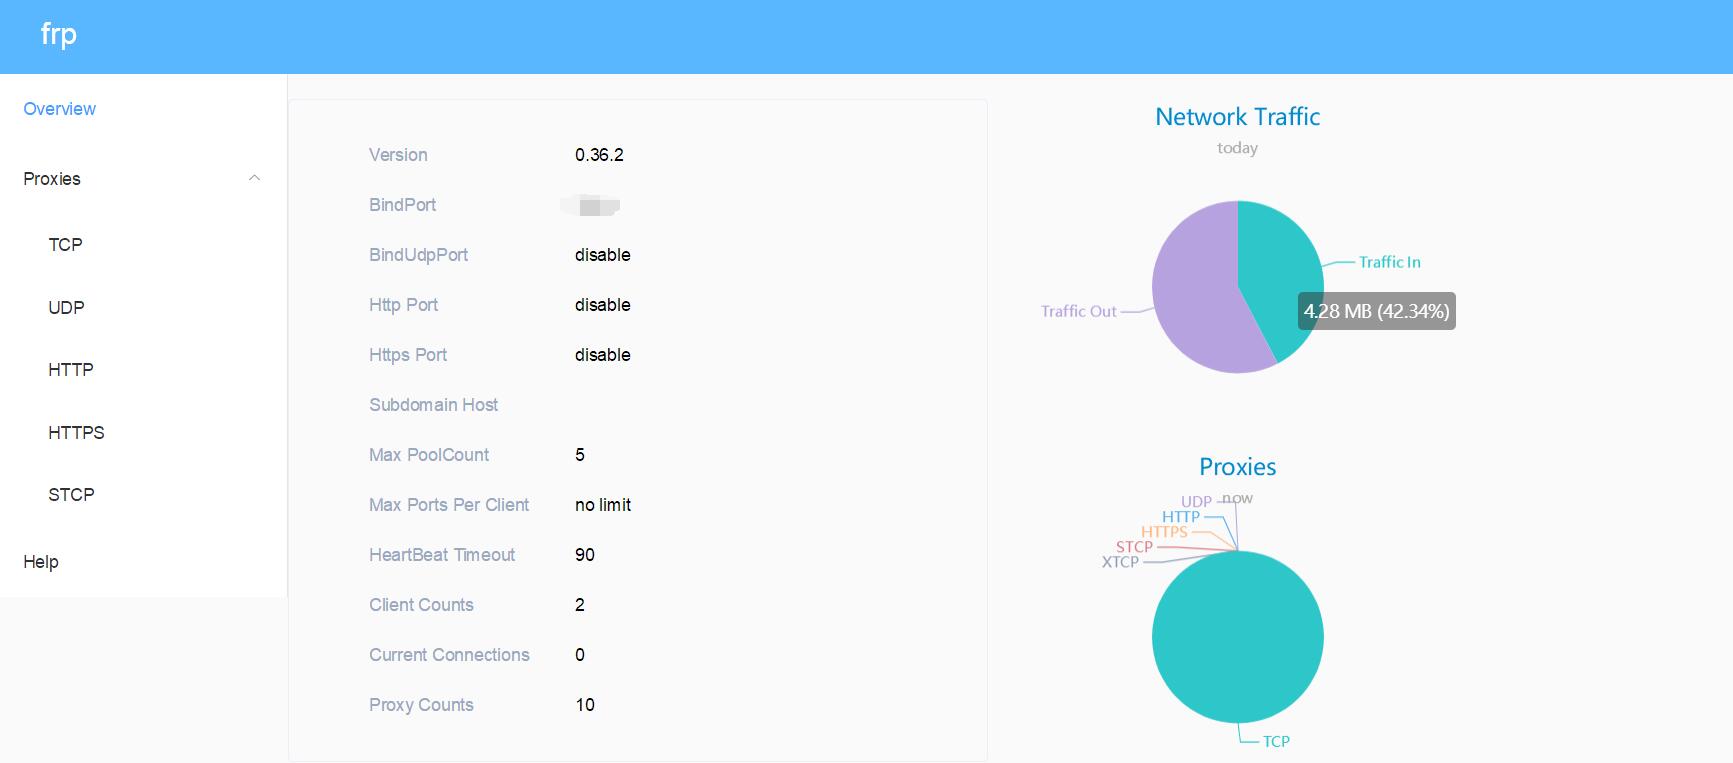 frp
Overview
Proxies
TCP
UDP
HTTP
HTTPS
STCP
Help
Version 0.36.2
BindPort
BindUdpPort disable
Http Port disable
Https Port disable
Subdomain Host
Max PoolCount 5
Max Ports Per Client no limit
HeartBeat Timeout 90
Client Counts 2
Current Connections 0
Proxy Counts 10
Network Traffic
today
Traffic In
4.28 MB (42.34%)
Traffic Out
Proxies
now
UDP
HTTP
HTTPS
STCP
XTCP
TCP